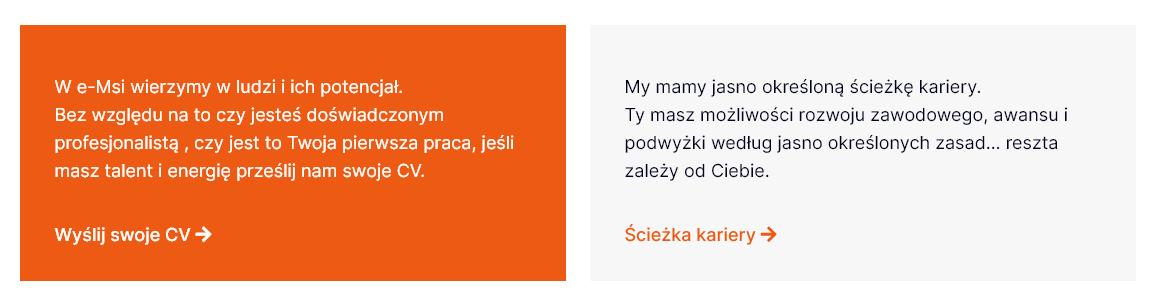 W e-Msi wierzymy w ludzi i ich potencjał.
Bez względu na to czy jesteś doświadczonym
profesjonalistą , czy jest to Twoja pierwsza praca, jeśli
masz talent i energię prześlij nam swoje CV.
Wyślij swoje CV →
My mamy jasno określoną ścieżkę kariery.
Ty masz możliwości rozwoju zawodowego, awansu i
podwyżki według jasno określonych zasad... reszta
zależy od Ciebie.
Ścieżka kariery →